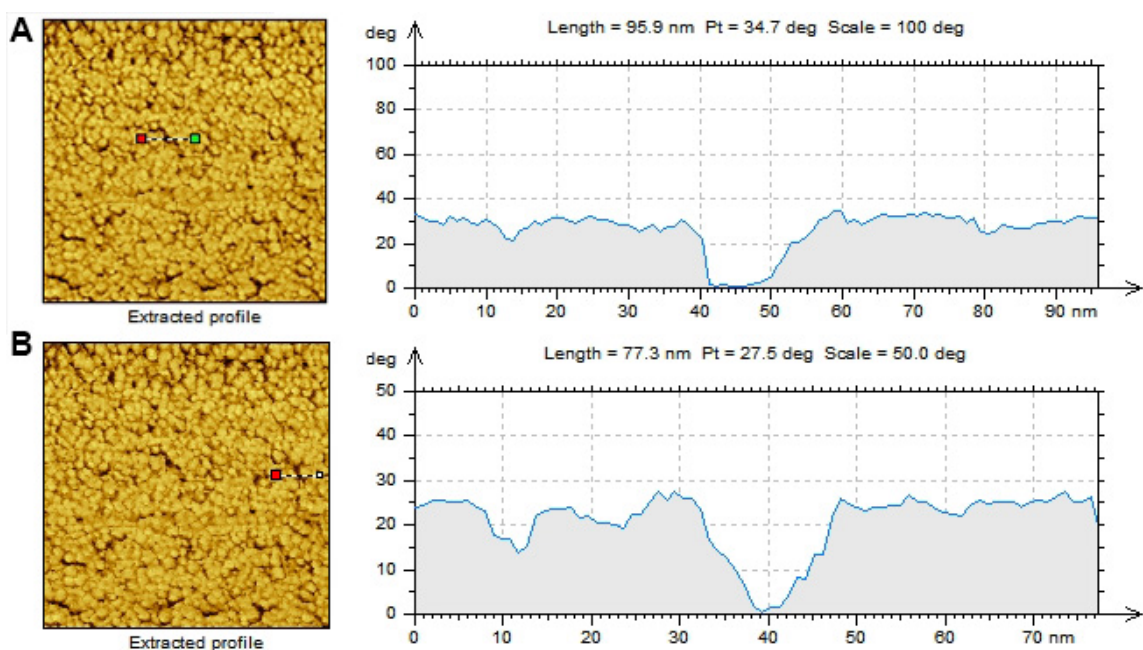 A
Length = 95.9 nm Pt = 34.7 deg Scale = 100 deg
deg
100
80
60
40
20
0
0 10 20 30 40 50 60 70 80 90 nm
Extracted profile
B
Length = 77.3 nm Pt = 27.5 deg Scale = 50.0 deg
deg
50
40
30
20
10
0
0 10 20 30 40 50 60 70 nm
Extracted profile